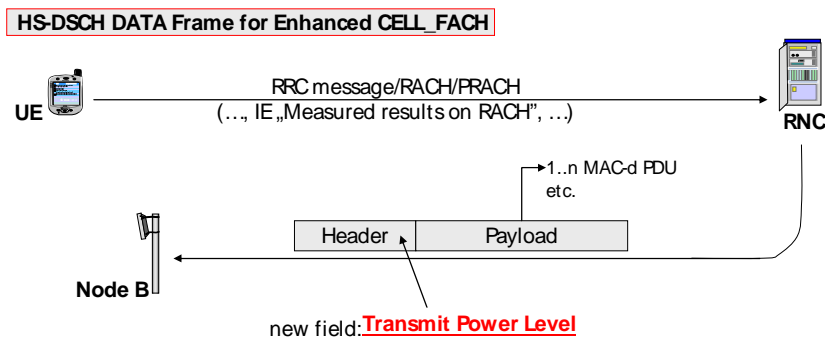 HS-DSCH DATA Frame for Enhanced CELL_FACH
RRC message/RACH/PRACH
UE
(…, IE „Measured results on RACH”, …)
RNC
1..n MAC-d PDU
etc.
Header
Payload
Node B
new field: Transmit Power Level